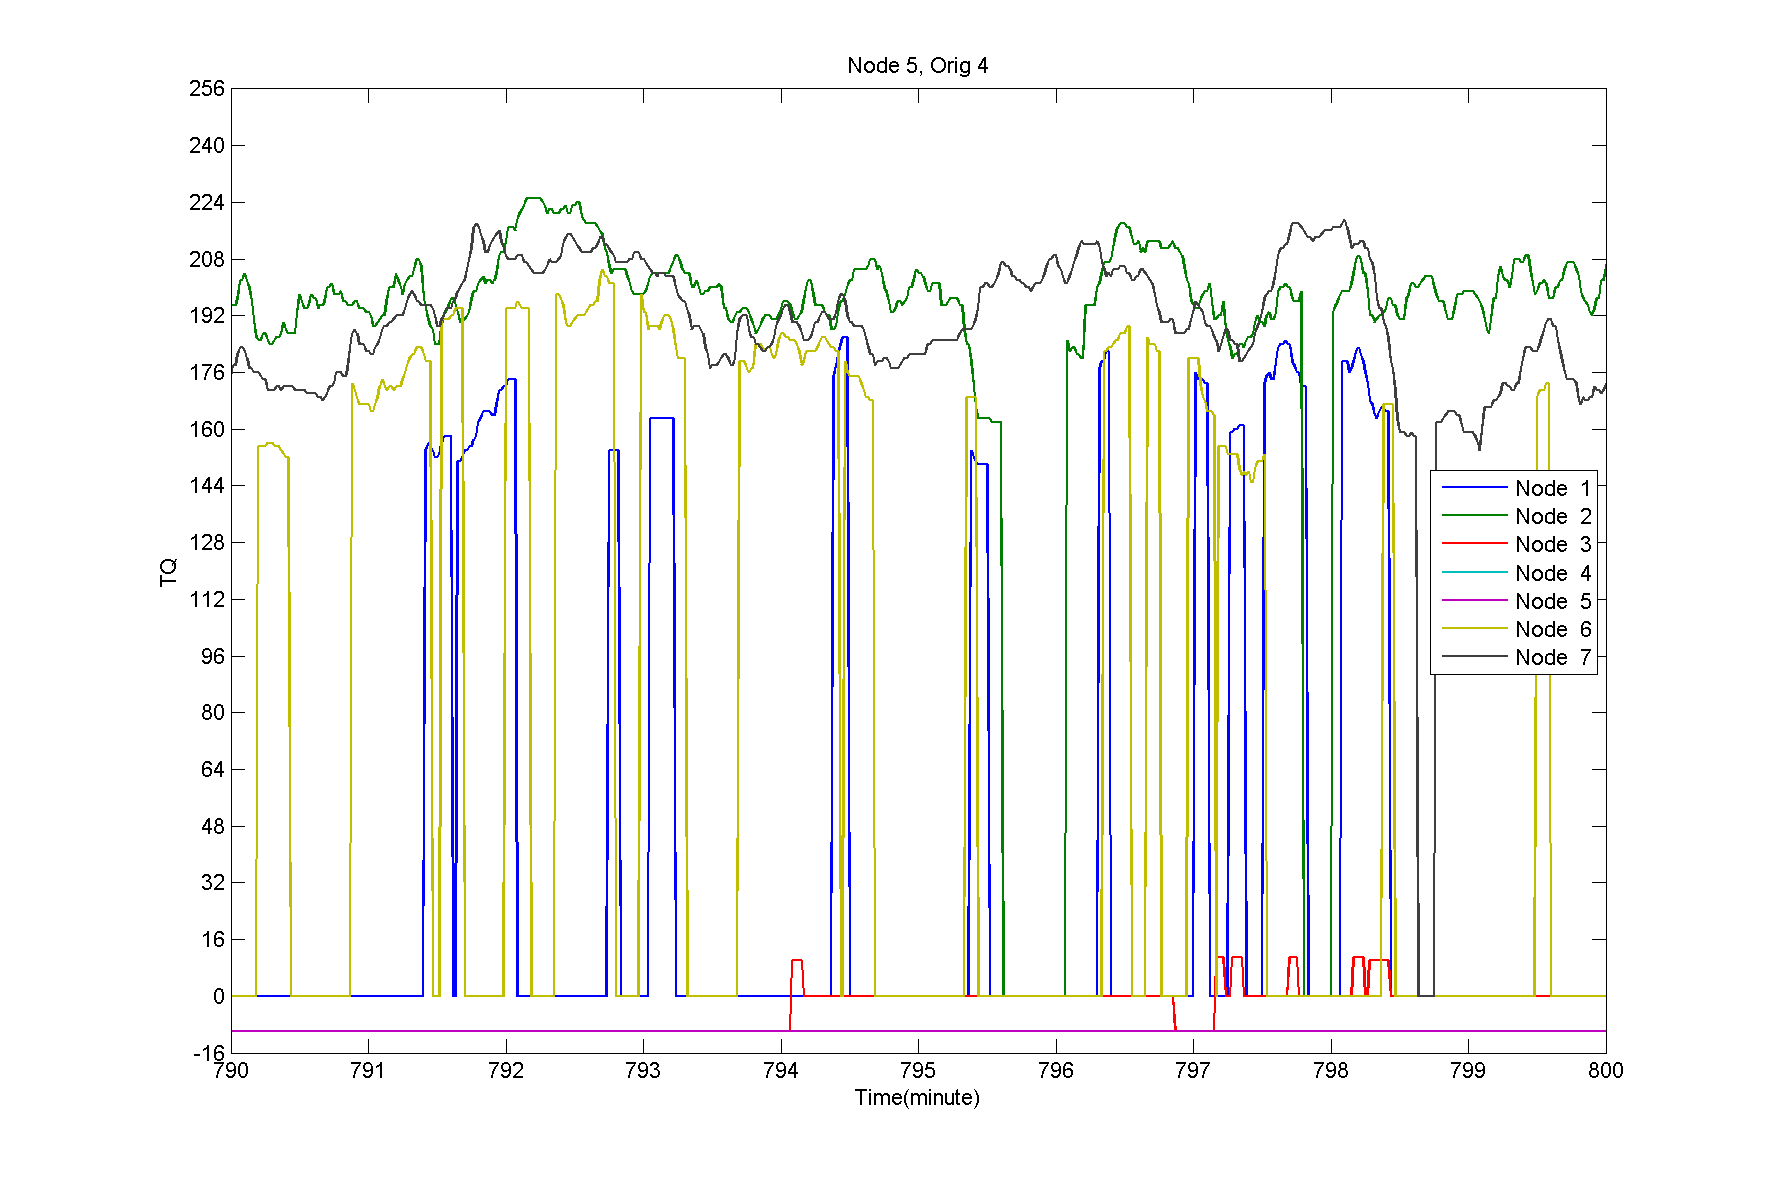 Node 5, Orig 4
256
240
224
208
192
176
160
144
128
112
96
80
64
48
32
16
0
-16
TQ
790 791 792 793 794 795 796 797 798 799 800
Time(minute)
Node 1
Node 2
Node 3
Node 4
Node 5
Node 6
Node 7